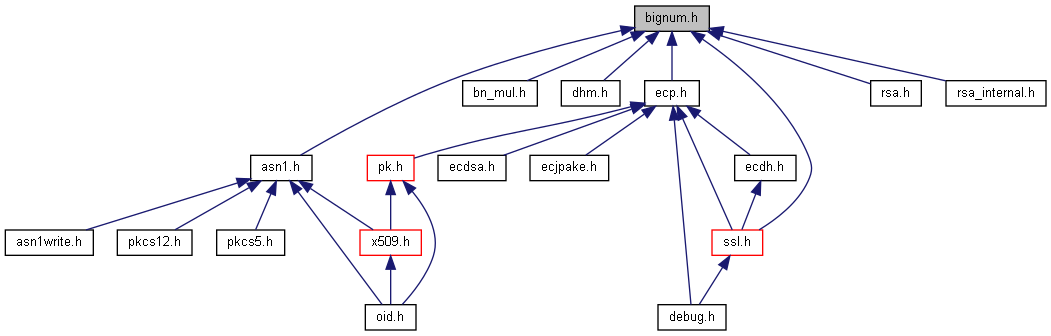 bignum.h
bn_mul.h
dhm.h
ecp.h
rsa.h
rsa_internal.h
asn1.h
pk.h
ecdsa.h
ecjpake.h
ecdh.h
asn1write.h
pkcs12.h
pkcs5.h
x509.h
ssl.h
oid.h
debug.h